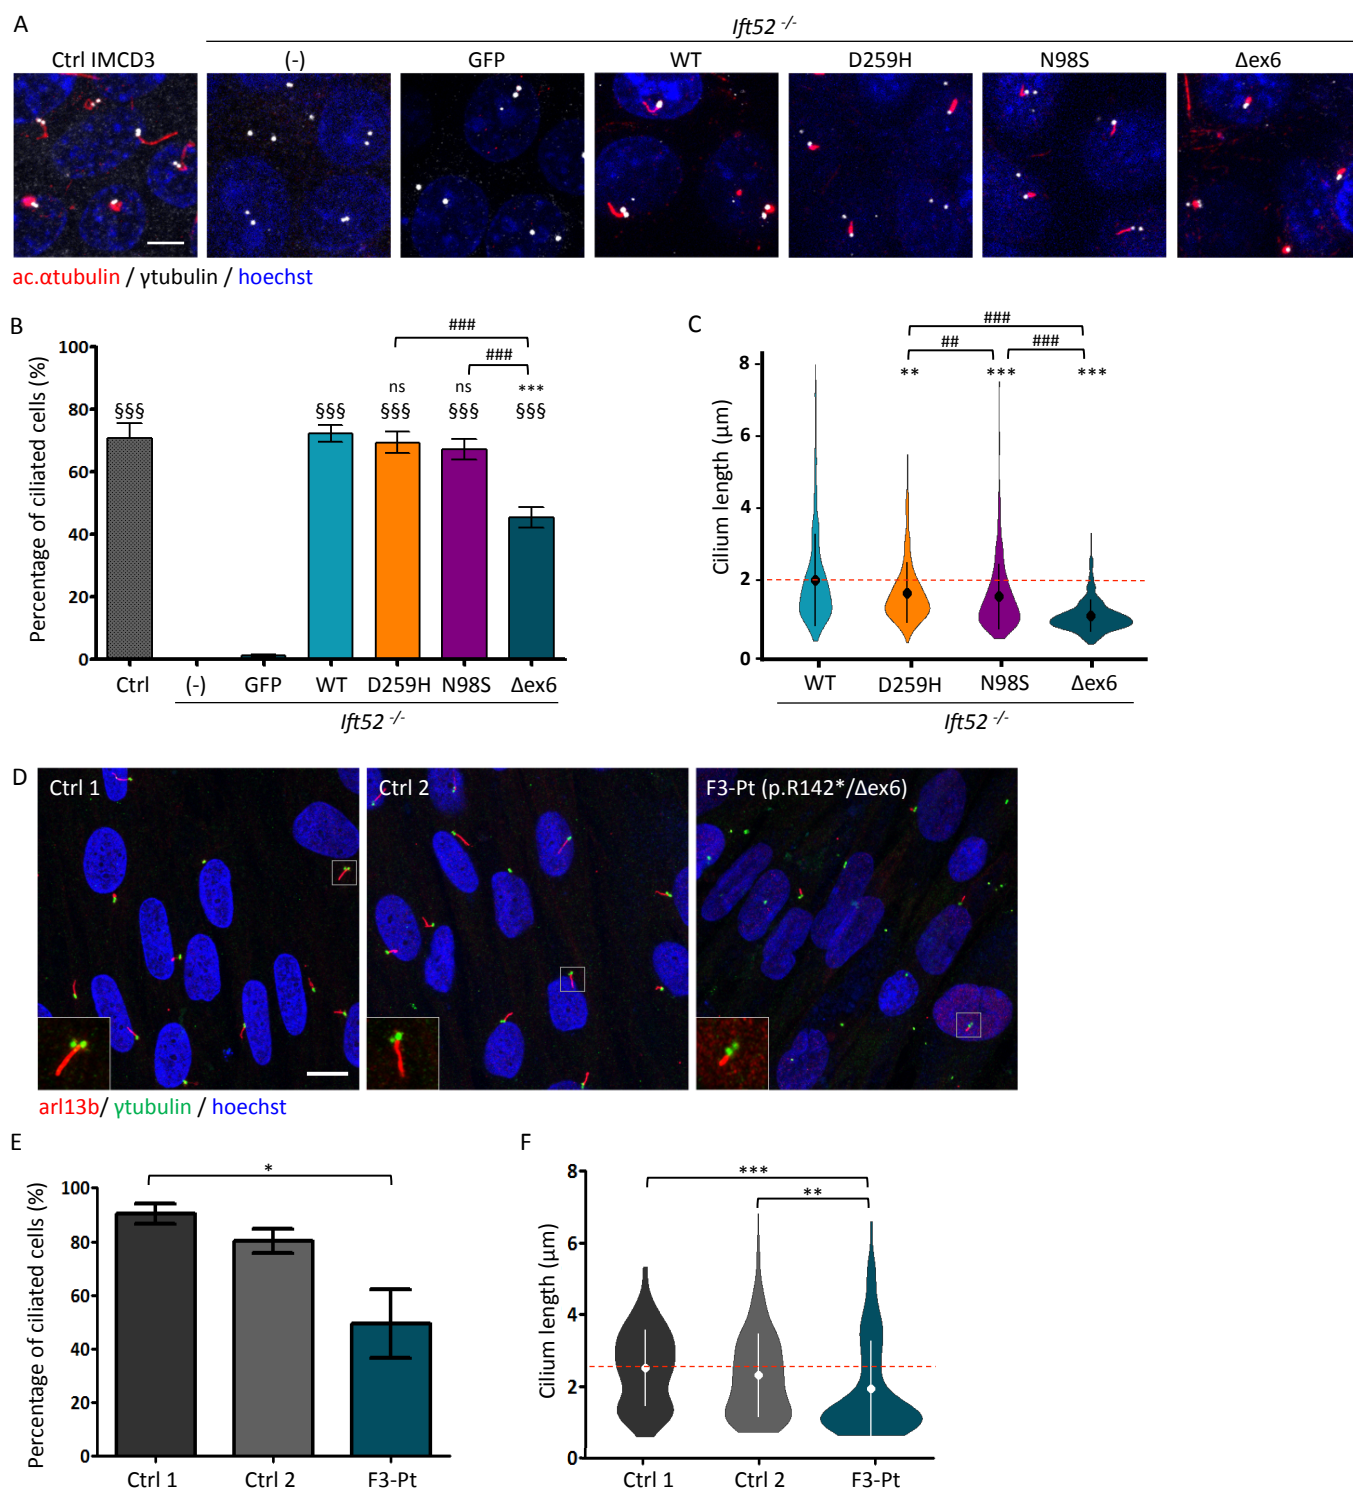 A
Ift52 -/-
Ctrl IMCD3 (-) GFP WT D259H N98S Δex6
ac.αtubulin / γtubulin / hoechst
B
Percentage of ciliated cells (%)
100
80
60
40
20
0
###
###
ns ns ***
§§§ §§§ §§§ §§§ §§§
Ctrl (-) GFP WT D259H N98S Δex6
Ift52 -/-
C
Cilium length (µm)
8
6
4
2
0
###
## ###
** *** ***
WT D259H N98S Δex6
Ift52 -/-
D
Ctrl 1 Ctrl 2 F3-Pt (p.R142*/Δex6)
arl13b/ γtubulin / hoechst
E
Percentage of ciliated cells (%)
100
80
60
40
20
0
*
Ctrl 1 Ctrl 2 F3-Pt
F
Cilium length (µm)
8
6
4
2
0
***
**
Ctrl 1 Ctrl 2 F3-Pt